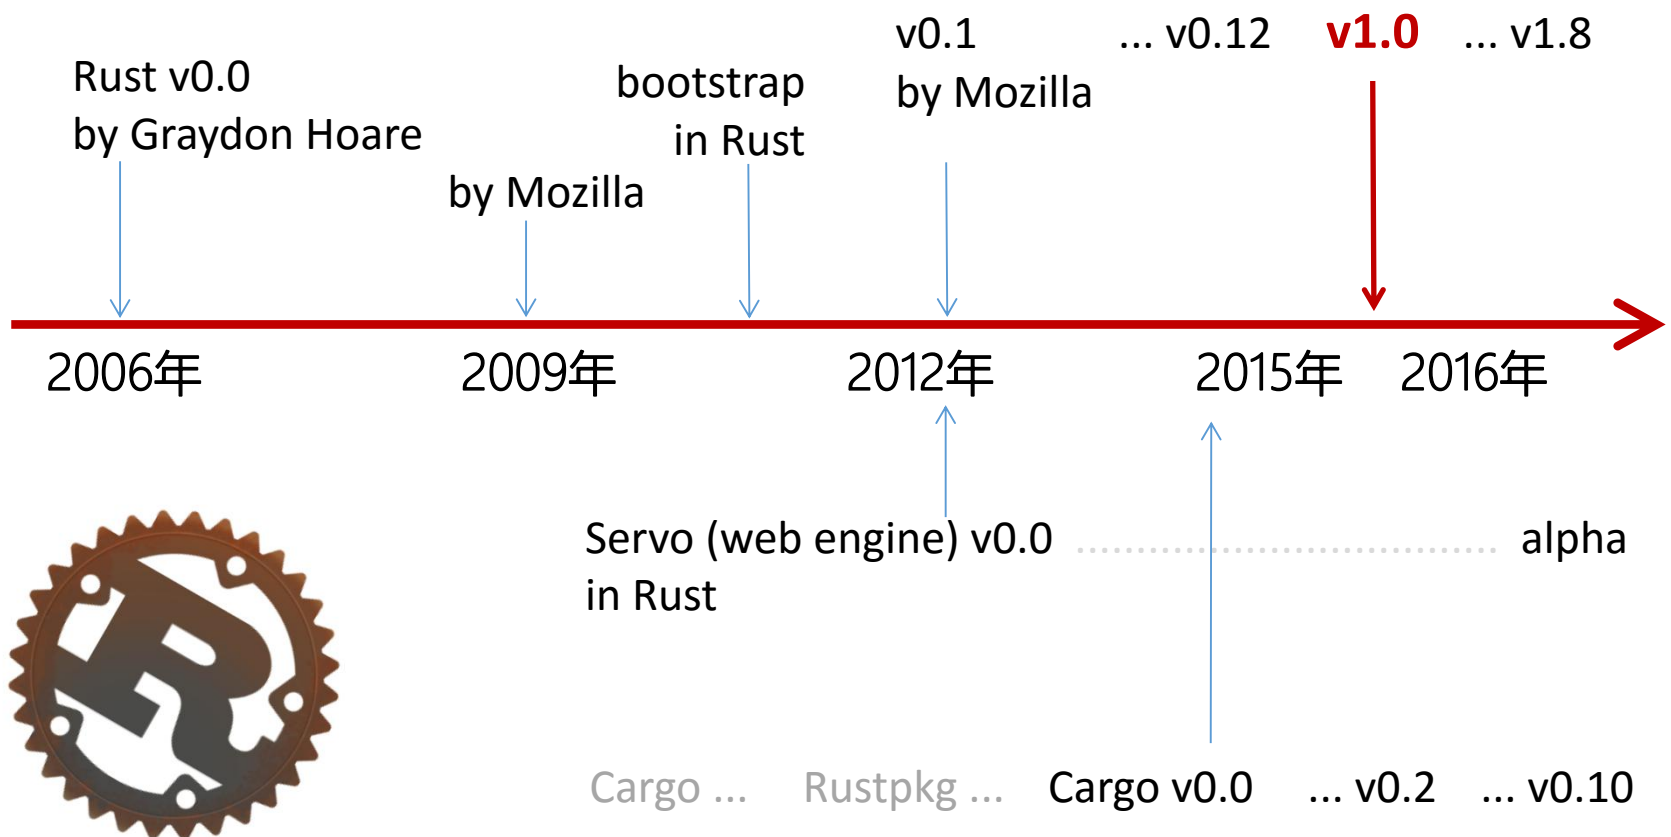 Rust v0.0
by Graydon Hoare
by Mozilla
bootstrap
in Rust
v0.1 ... v0.12 v1.0 ... v1.8
by Mozilla
2006年 2009年 2012年 2015年 2016年
Servo (web engine) v0.0 ................................... alpha
in Rust
Cargo ... Rustpkg ... Cargo v0.0 ... v0.2 ... v0.10
R